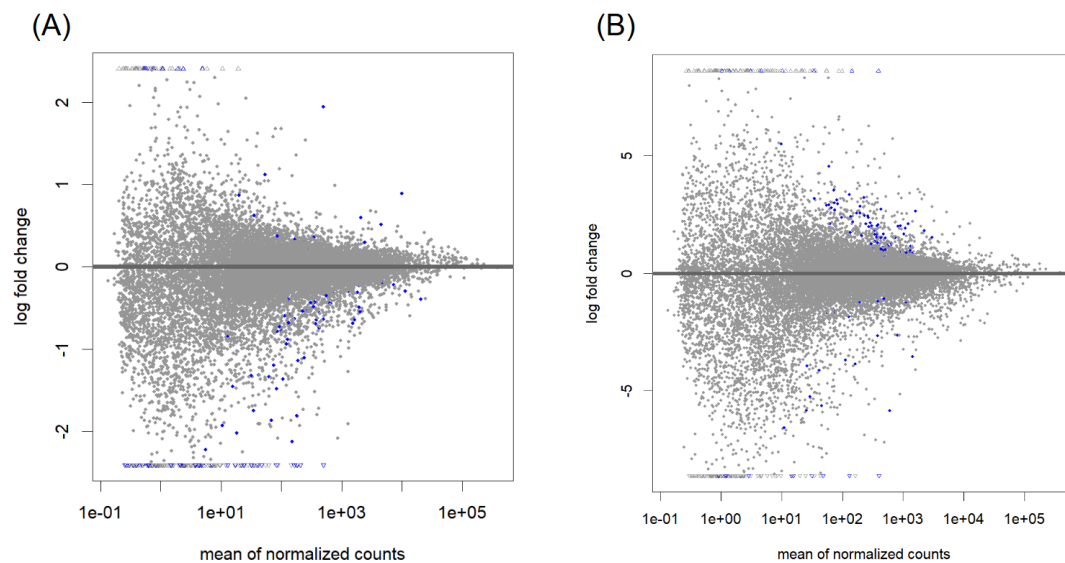 (A)
2
1
0
-1
-2
log fold change
1e-01 1e+01 1e+03 1e+05
mean of normalized counts
(B)
5
0
-5
log fold change
1e-01 1e+00 1e+01 1e+02 1e+03 1e+04 1e+05
mean of normalized counts